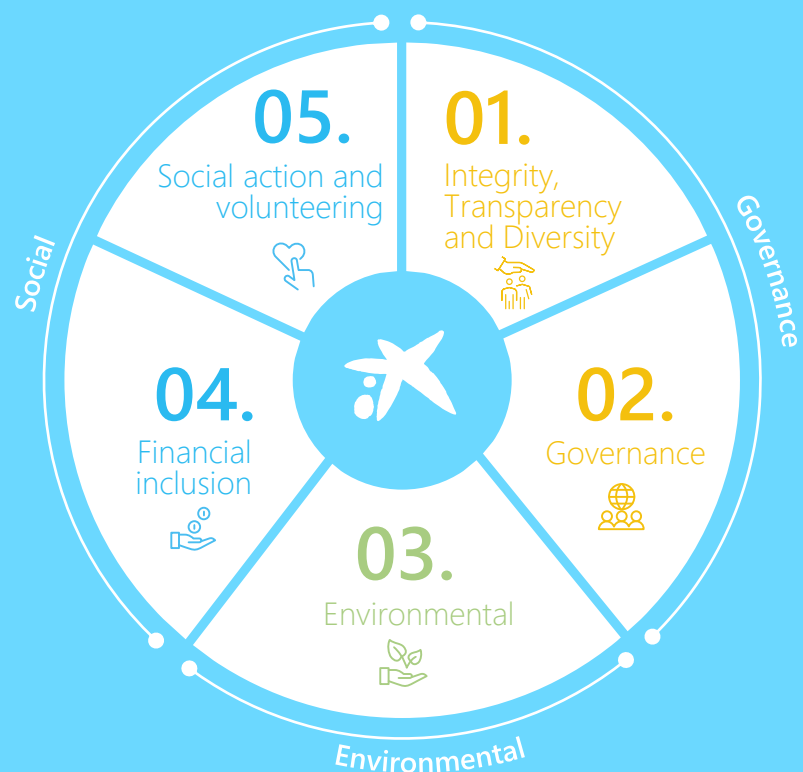 01.
Integrity,
Transparency
and Diversity
02.
Governance
03.
Environmental
04.
Financial
inclusion
05.
Social action and
volunteering
Governance
Environmental
Social